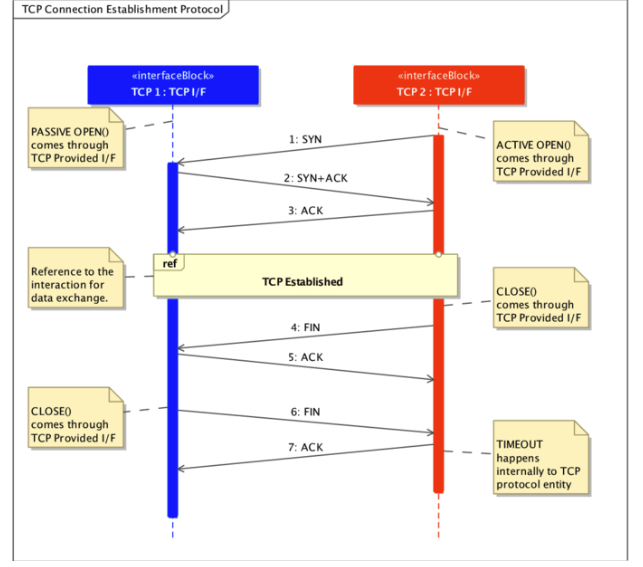 TCP Connection Establishment Protocol
«interfaceBlock»
TCP 1 : TCP I/F
«interfaceBlock»
TCP 2 : TCP I/F
PASSIVE OPEN()
comes through
TCP Provided I/F
ACTIVE OPEN()
comes through
TCP Provided I/F
1: SYN
2: SYN+ACK
3: ACK
ref
TCP Established
Reference to the
interaction for
data exchange.
CLOSE()
comes through
TCP Provided I/F
4: FIN
5: ACK
CLOSE()
comes through
TCP Provided I/F
6: FIN
7: ACK
TIMEOUT
happens
internally to TCP
protocol entity